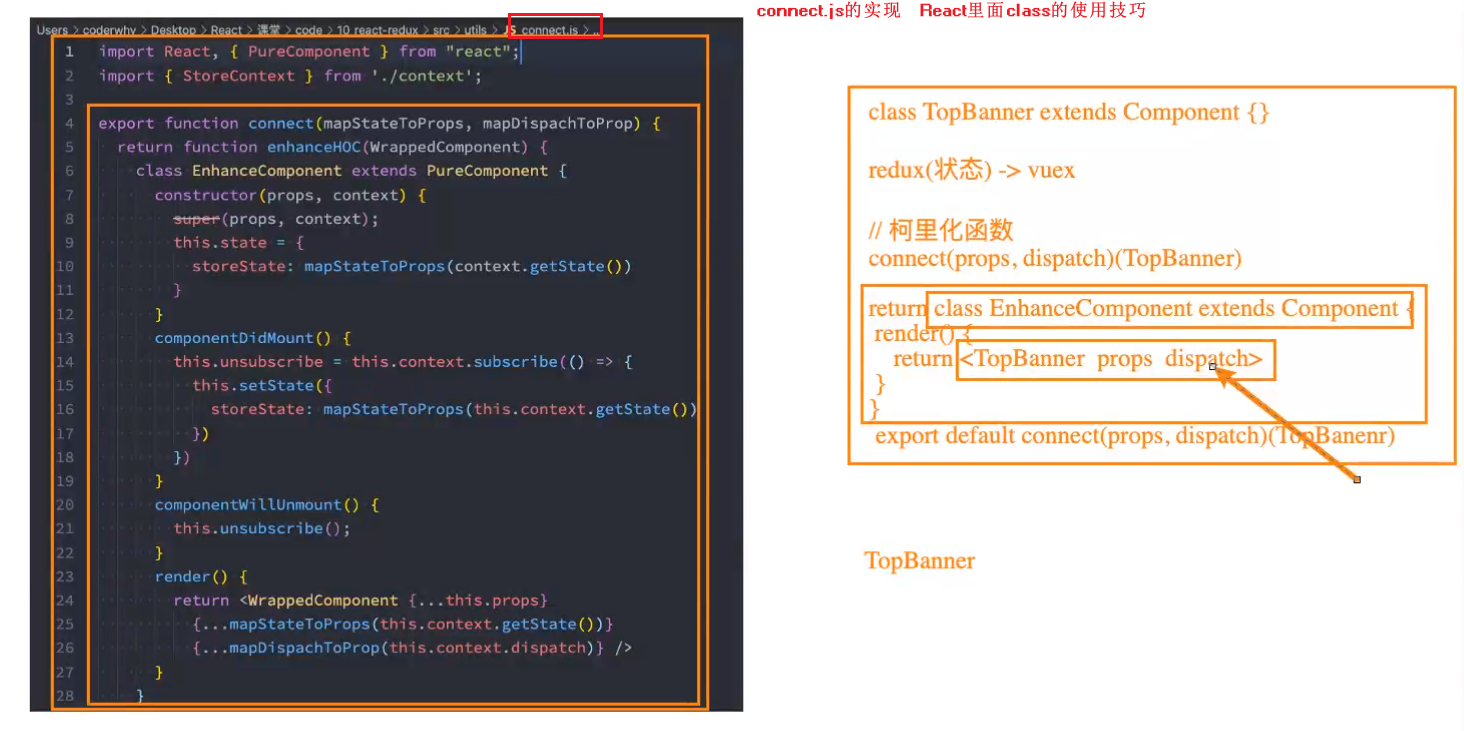 connect.js的实现 React里面class的使用技巧
Users > coderwhy > Desktop > React > 课堂 > code > 10_react-redux > src > utils > JS connect.js > ...
1 import React, { PureComponent } from "react";
2 import { StoreContext } from './context';
3
4 export function connect(mapStateToProps, mapDispachToProp) {
5 return function enhanceHOC(WrappedComponent) {
6 class EnhanceComponent extends PureComponent {
7 constructor(props, context) {
8 super(props, context);
9 this.state = {
10 storeState: mapStateToProps(context.getState())
11 }
12 }
13 componentDidMount() {
14 this.unsubscribe = this.context.subscribe(() => {
15 this.setState({
16 storeState: mapStateToProps(this.context.getState())
17 })
18 })
19 }
20 componentWillUnmount() {
21 this.unsubscribe();
22 }
23 render() {
24 return <WrappedComponent {...this.props}
25 {...mapStateToProps(this.context.getState())}
26 {...mapDispachToProp(this.context.dispatch)} />
27 }
28 }
class TopBanner extends Component {}
redux(状态) -> vuex
// 柯里化函数
connect(props, dispatch)(TopBanner)
return class EnhanceComponent extends Component {
render() {
return <TopBanner props dispatch>
}
}
export default connect(props, dispatch)(TopBanenr)
TopBanner